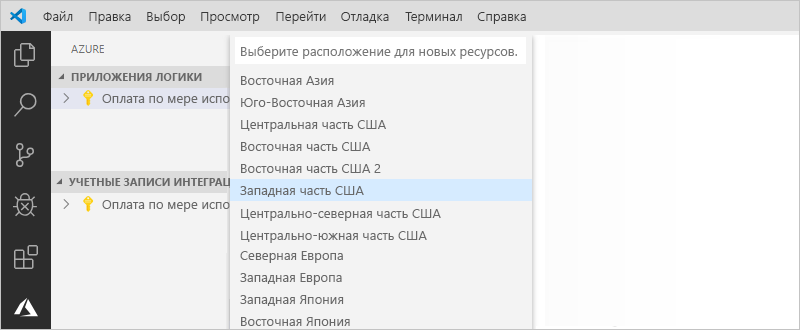 Файл Правка Выбор Просмотр Перейти Отладка Терминал Справка
AZURE
ПРИЛОЖЕНИЯ ЛОГИКИ
Оплата по мере испо
УЧЕТНЫЕ ЗАПИСИ ИНТЕГРАЦ
Оплата по мере испо
Выберите расположение для новых ресурсов.
Восточная Азия
Юго-Восточная Азия
Центральная часть США
Восточная часть США
Восточная часть США 2
Западная часть США
Центрально-северная часть США
Центрально-южная часть США
Северная Европа
Западная Европа
Западная Япония
Восточная Япония